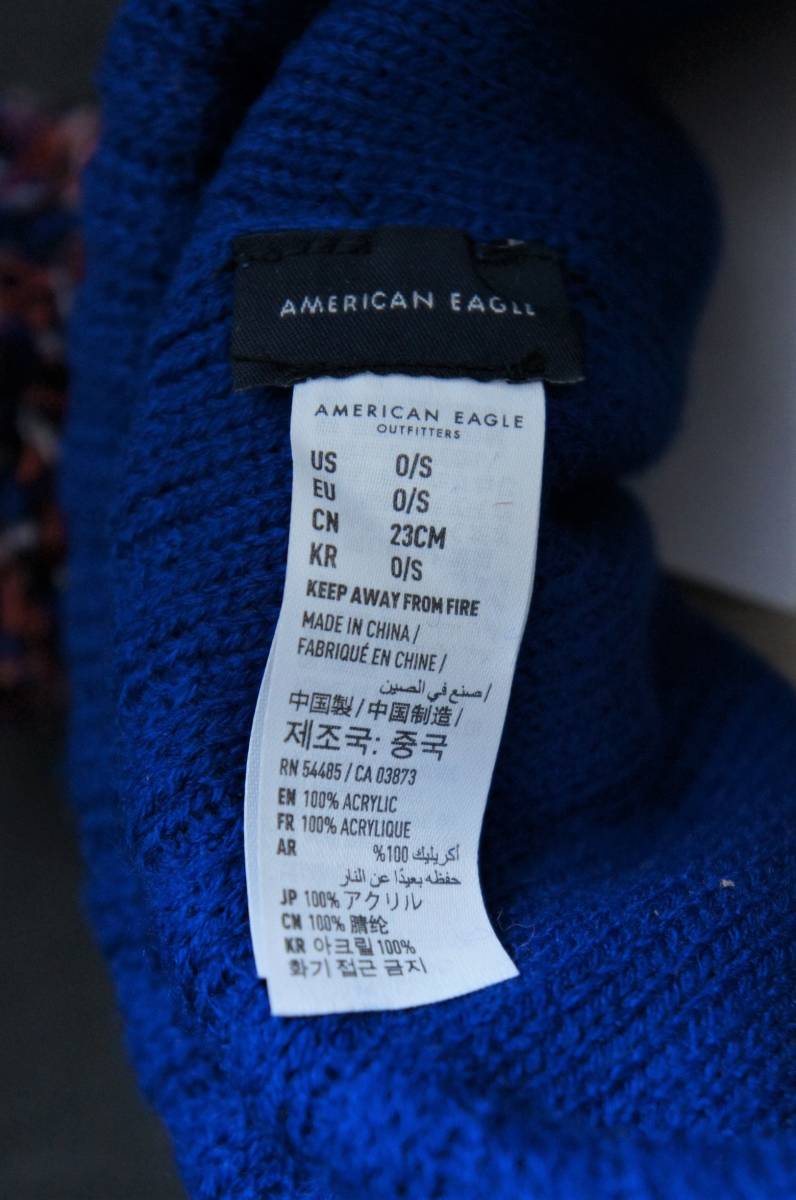 AMERICAN EAGLE
AMERICAN EAGLE
OUTFITTERS
US O/S
EU O/S
CN 23CM
KR O/S
KEEP AWAY FROM FIRE
MADE IN CHINA /
FABRIQUÉ EN CHINE /
صنع في الصين /
中国製 / 中国制造 /
제조국: 중국
RN 54485 / CA 03873
EN 100% ACRYLIC
FR 100% ACRYLIQUE
AR أكريليك 100%
حفظه بعيدًا عن النار
JP 100% アクリル
CN 100% 腈纶
KR 아크릴 100%
화기 접근 금지